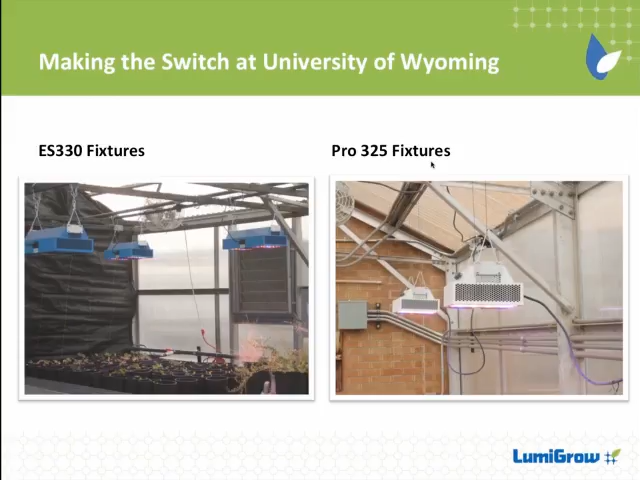 Making the Switch at University of Wyoming
ES330 Fixtures
Pro 325 Fixtures
LumiGrow